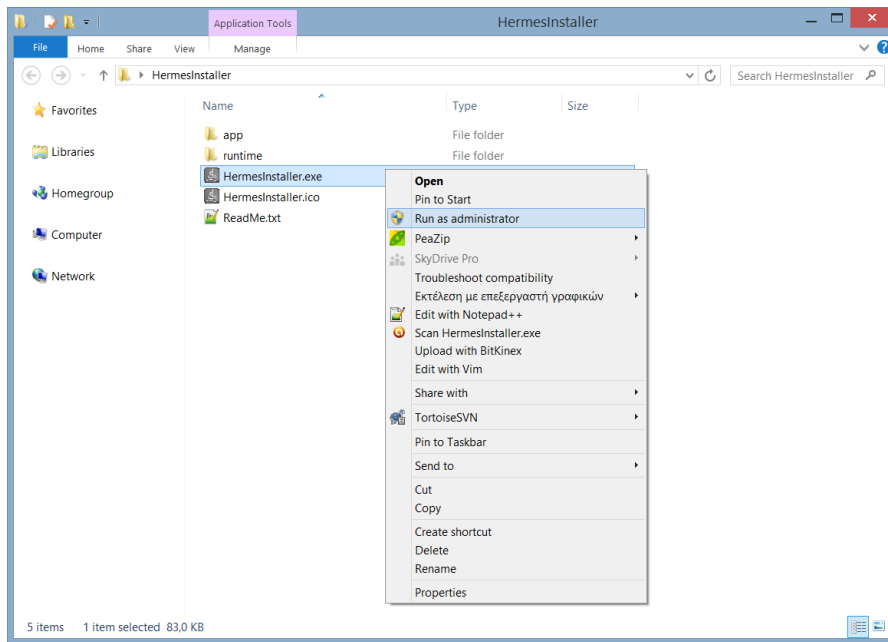 Application Tools
HermesInstaller
File
Home
Share
View
Manage
HermesInstaller
Search HermesInstaller
Favorites
Libraries
Homegroup
Computer
Network
Name
Type
Size
app
File folder
runtime
File folder
HermesInstaller.exe
HermesInstaller.ico
ReadMe.txt
Open
Pin to Start
Run as administrator
PeaZip
SkyDrive Pro
Troubleshoot compatibility
Εκτέλεση με επεξεργαστή γραφικών
Edit with Notepad++
Scan HermesInstaller.exe
Upload with BitKinex
Edit with Vim
Share with
TortoiseSVN
Pin to Taskbar
Send to
Cut
Copy
Create shortcut
Delete
Rename
Properties
5 items
1 item selected 83,0 KB